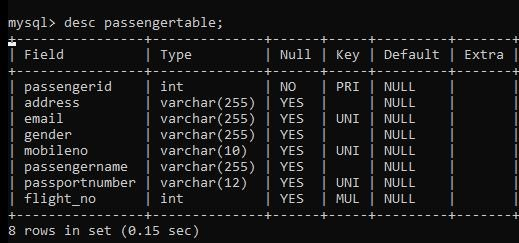 mysql> desc passengertable;
+----------------+--------------+------+-----+---------+-------+
| Field          | Type         | Null | Key | Default | Extra |
+----------------+--------------+------+-----+---------+-------+
| passengerid    | int          | NO   | PRI | NULL    |       |
| address        | varchar(255) | YES  |     | NULL    |       |
| email          | varchar(255) | YES  | UNI | NULL    |       |
| gender         | varchar(255) | YES  |     | NULL    |       |
| mobileno       | varchar(10)  | YES  | UNI | NULL    |       |
| passengername  | varchar(255) | YES  |     | NULL    |       |
| passportnumber | varchar(12)  | YES  | UNI | NULL    |       |
| flight_no      | int          | YES  | MUL | NULL    |       |
+----------------+--------------+------+-----+---------+-------+
8 rows in set (0.15 sec)